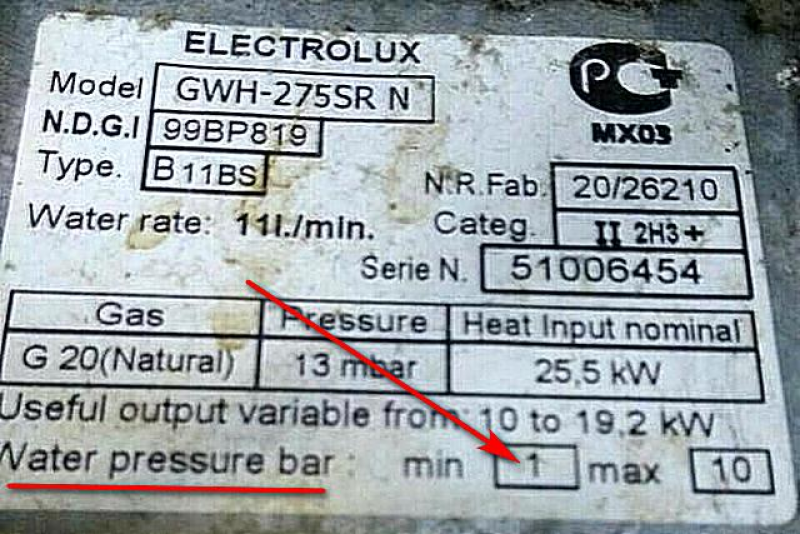 ELECTROLUX
Model GWH-275SR N
N.D.G.I 99BP819
Type. B 11BS
PCT
MX03
N.R.Fab. 20/26210
Water rate: 11l./min.
Categ. II 2H3+
Serie N. 51006454
Gas Pressure Heat Input nominal
G 20(Natural) 13 mbar 25,5 kW
Useful output variable from: 10 to 19,2 kW
Water pressure bar : min 1 max 10